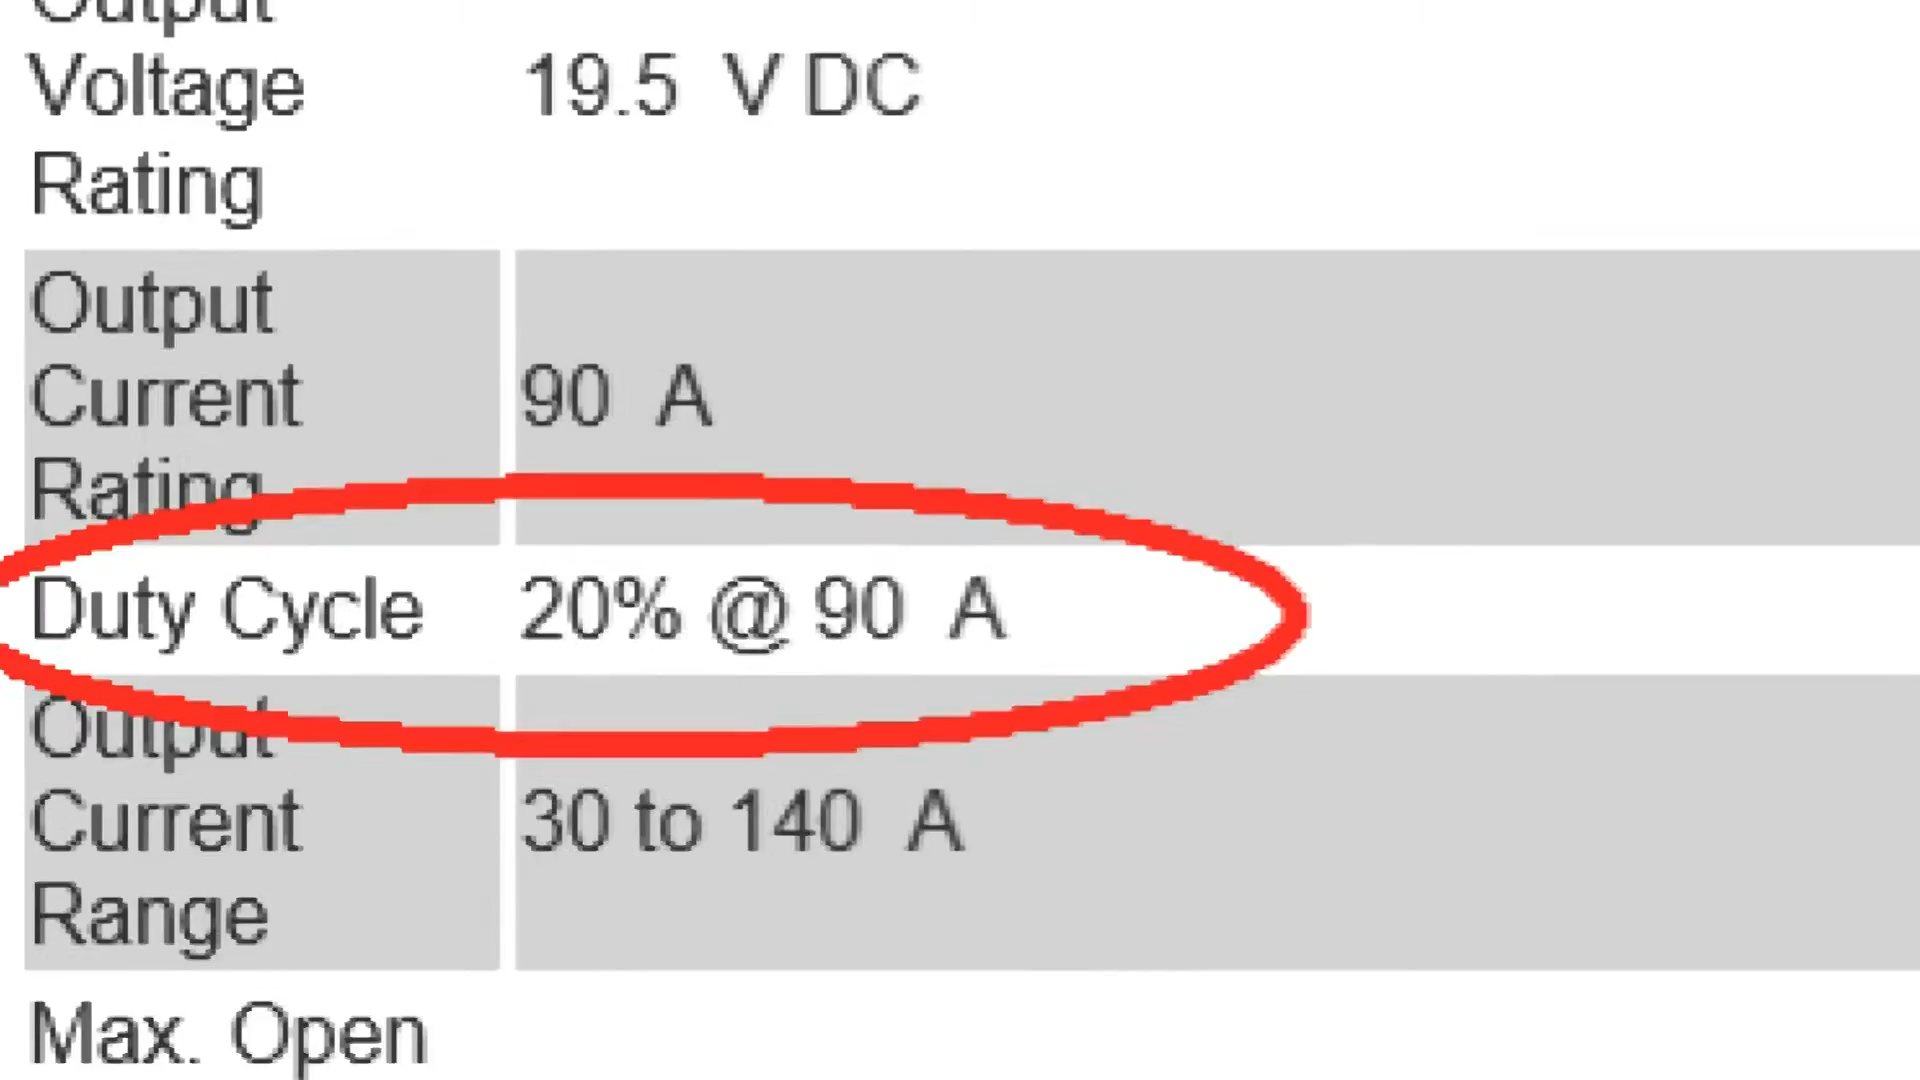 Output
Voltage 19.5 V DC
Rating
Output
Current 90 A
Rating
Duty Cycle 20% @ 90 A
Output
Current 30 to 140 A
Range
Max. Open